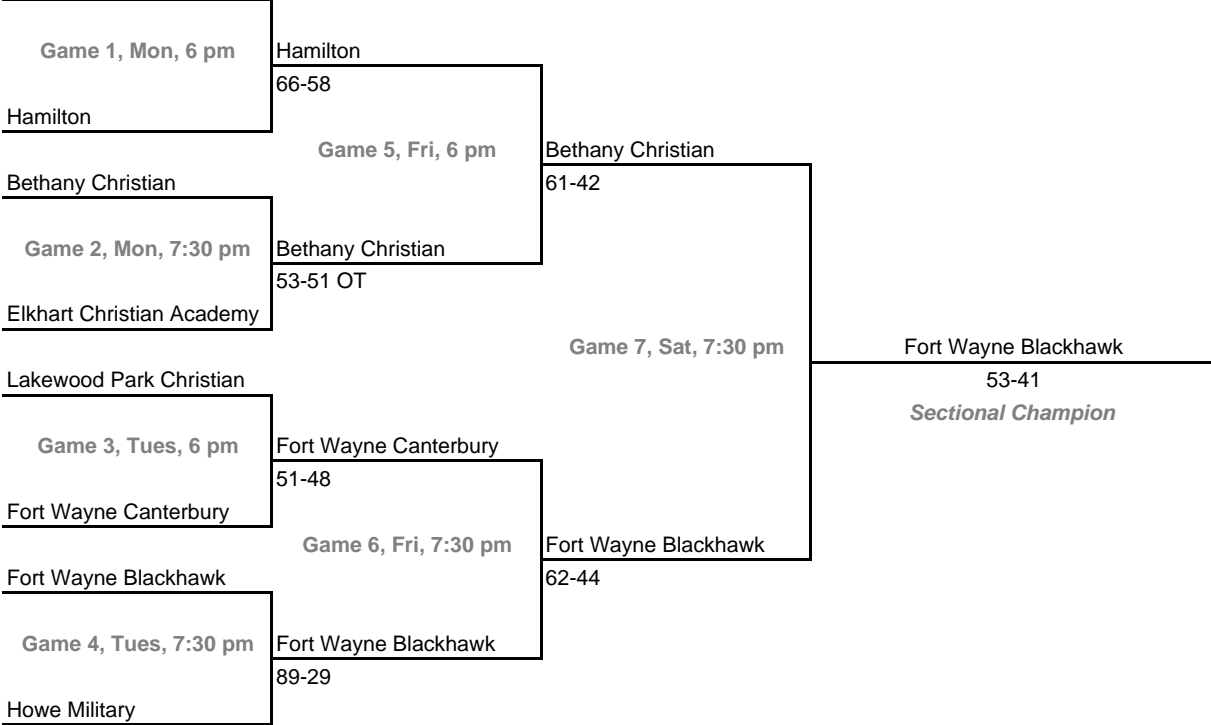 Game 1, Mon, 6 pm
Hamilton
66-58
Hamilton
Game 5, Fri, 6 pm
Bethany Christian
61-42
Bethany Christian
Game 2, Mon, 7:30 pm
Bethany Christian
53-51 OT
Elkhart Christian Academy
Game 7, Sat, 7:30 pm
Fort Wayne Blackhawk
53-41
Sectional Champion
Lakewood Park Christian
Game 3, Tues, 6 pm
Fort Wayne Canterbury
51-48
Fort Wayne Canterbury
Game 6, Fri, 7:30 pm
Fort Wayne Blackhawk
62-44
Fort Wayne Blackhawk
Game 4, Tues, 7:30 pm
Fort Wayne Blackhawk
89-29
Howe Military